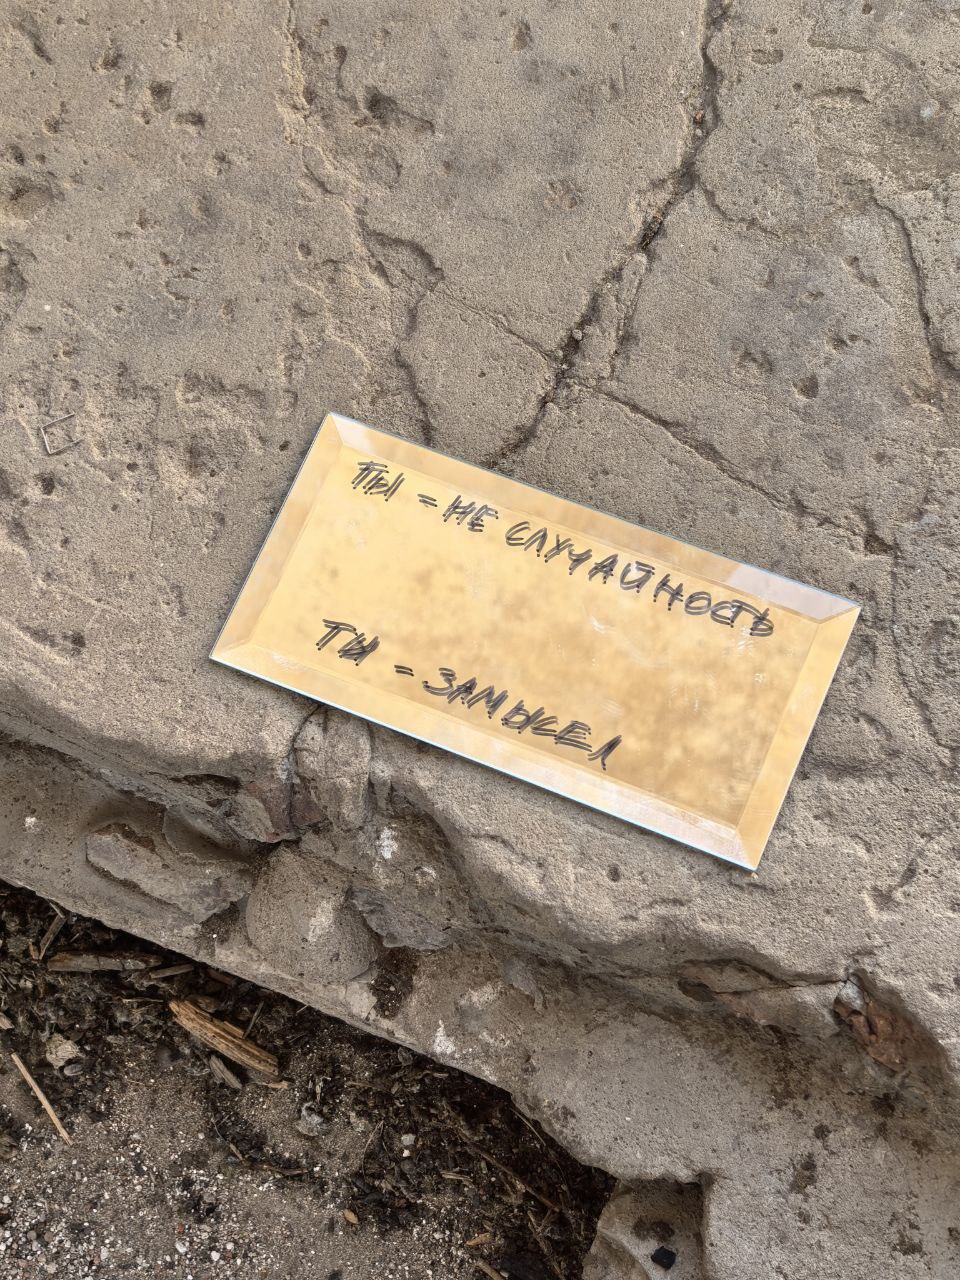 ТЫ = НЕ СЛУЧАЙНОСТЬ
ТЫ = ЗАМЫСЕЛ